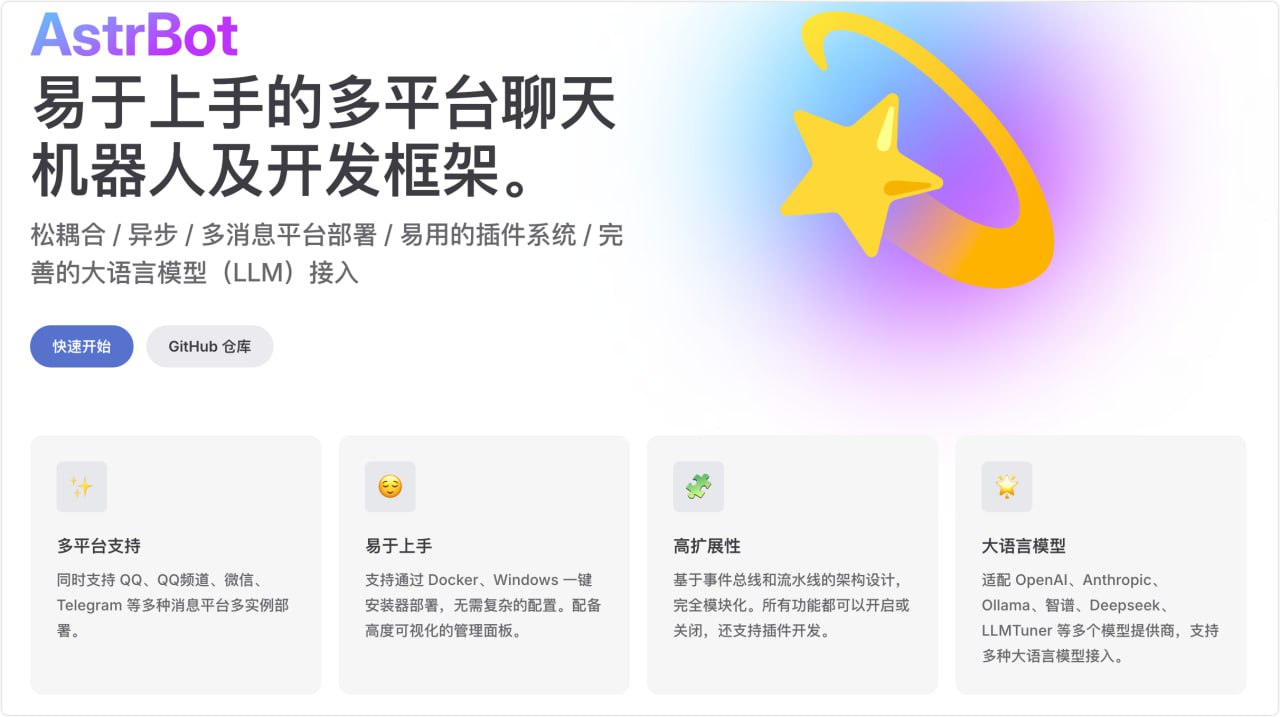 AstrBot
易于上手的多平台聊天
机器人及开发框架。
松耦合 / 异步 / 多消息平台部署 / 易用的插件系统 / 完
善的大语言模型（LLM）接入
快速开始
GitHub 仓库
多平台支持
同时支持 QQ、QQ频道、微信、
Telegram 等多种消息平台多实例部
署。
易于上手
支持通过 Docker、Windows 一键
安装器部署，无需复杂的配置。配备
高度可视化的管理面板。
高扩展性
基于事件总线和流水线的架构设计，
完全模块化。所有功能都可以开启或
关闭，还支持插件开发。
大语言模型
适配 OpenAI、Anthropic、
Ollama、智谱、Deepseek、
LLMTuner 等多个模型提供商，支持
多种大语言模型接入。